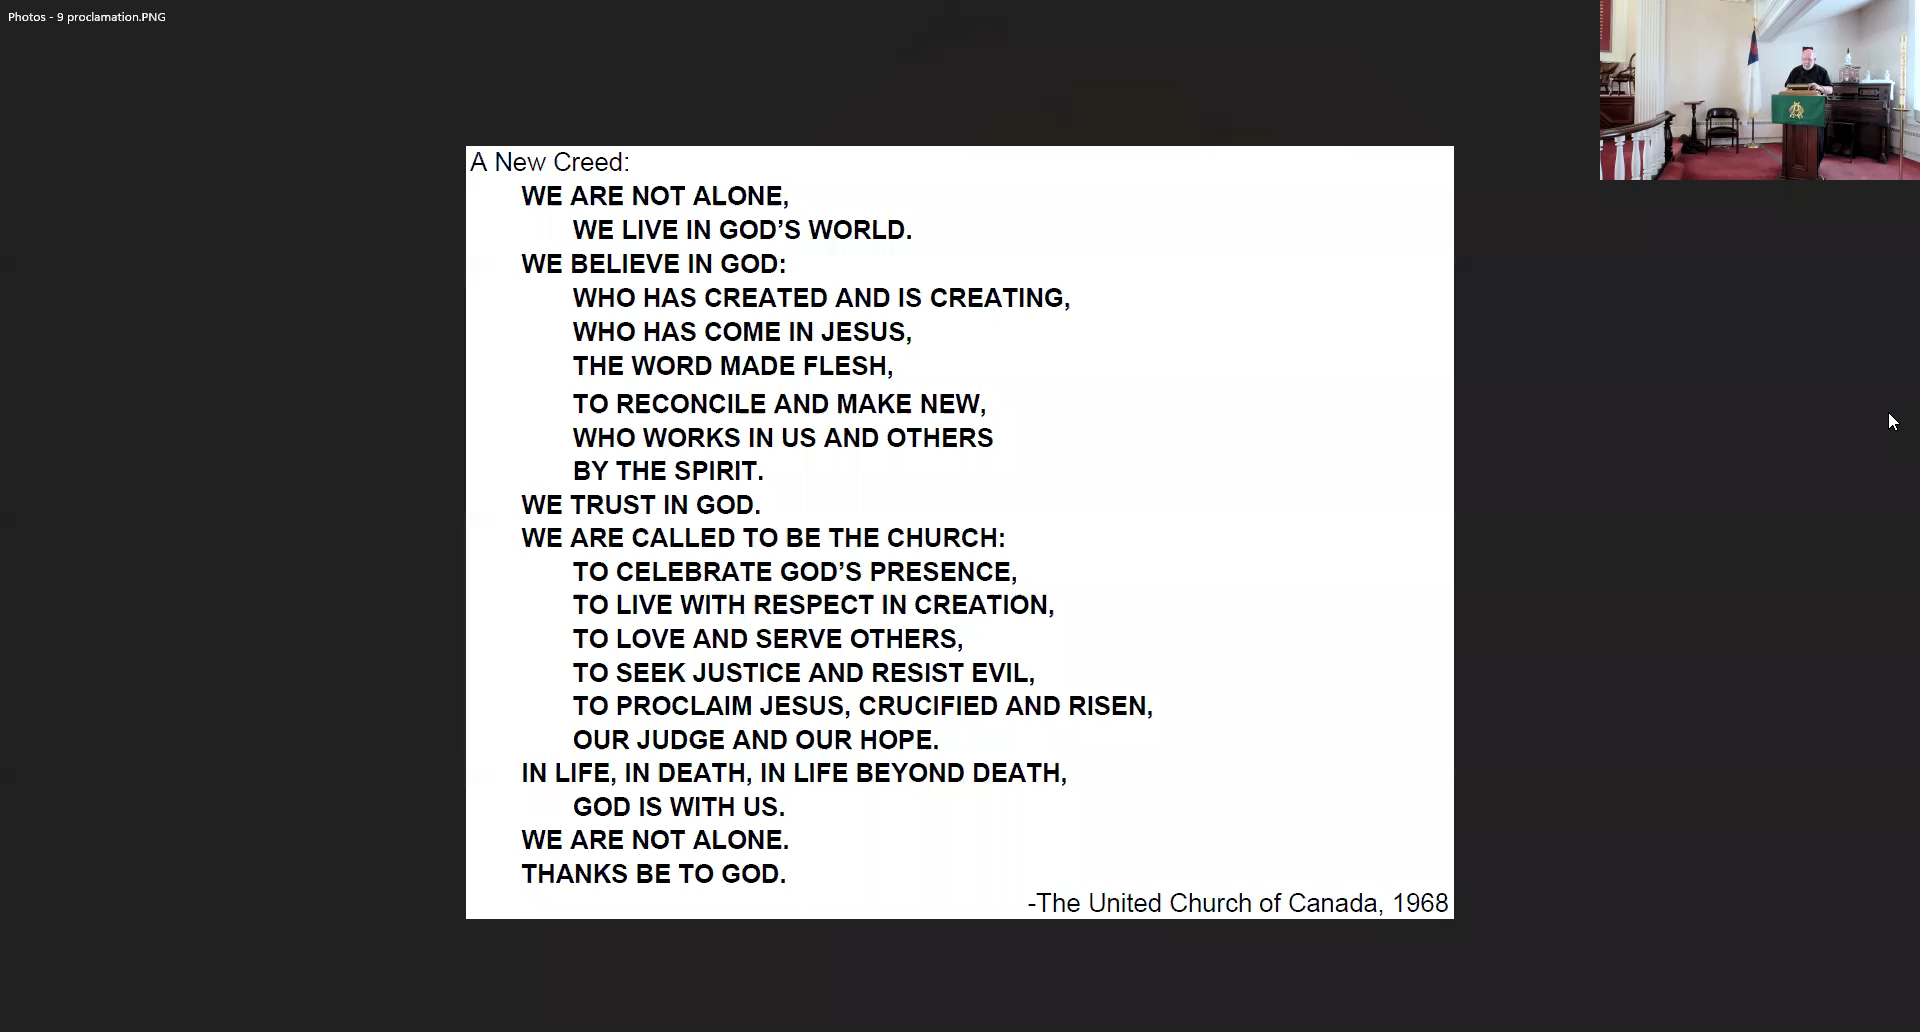 Photos - 9 proclamation.PNG
A New Creed:
WE ARE NOT ALONE,
WE LIVE IN GOD’S WORLD.
WE BELIEVE IN GOD:
WHO HAS CREATED AND IS CREATING,
WHO HAS COME IN JESUS,
THE WORD MADE FLESH,
TO RECONCILE AND MAKE NEW,
WHO WORKS IN US AND OTHERS
BY THE SPIRIT.
WE TRUST IN GOD.
WE ARE CALLED TO BE THE CHURCH:
TO CELEBRATE GOD’S PRESENCE,
TO LIVE WITH RESPECT IN CREATION,
TO LOVE AND SERVE OTHERS,
TO SEEK JUSTICE AND RESIST EVIL,
TO PROCLAIM JESUS, CRUCIFIED AND RISEN,
OUR JUDGE AND OUR HOPE.
IN LIFE, IN DEATH, IN LIFE BEYOND DEATH,
GOD IS WITH US.
WE ARE NOT ALONE.
THANKS BE TO GOD.
-The United Church of Canada, 1968